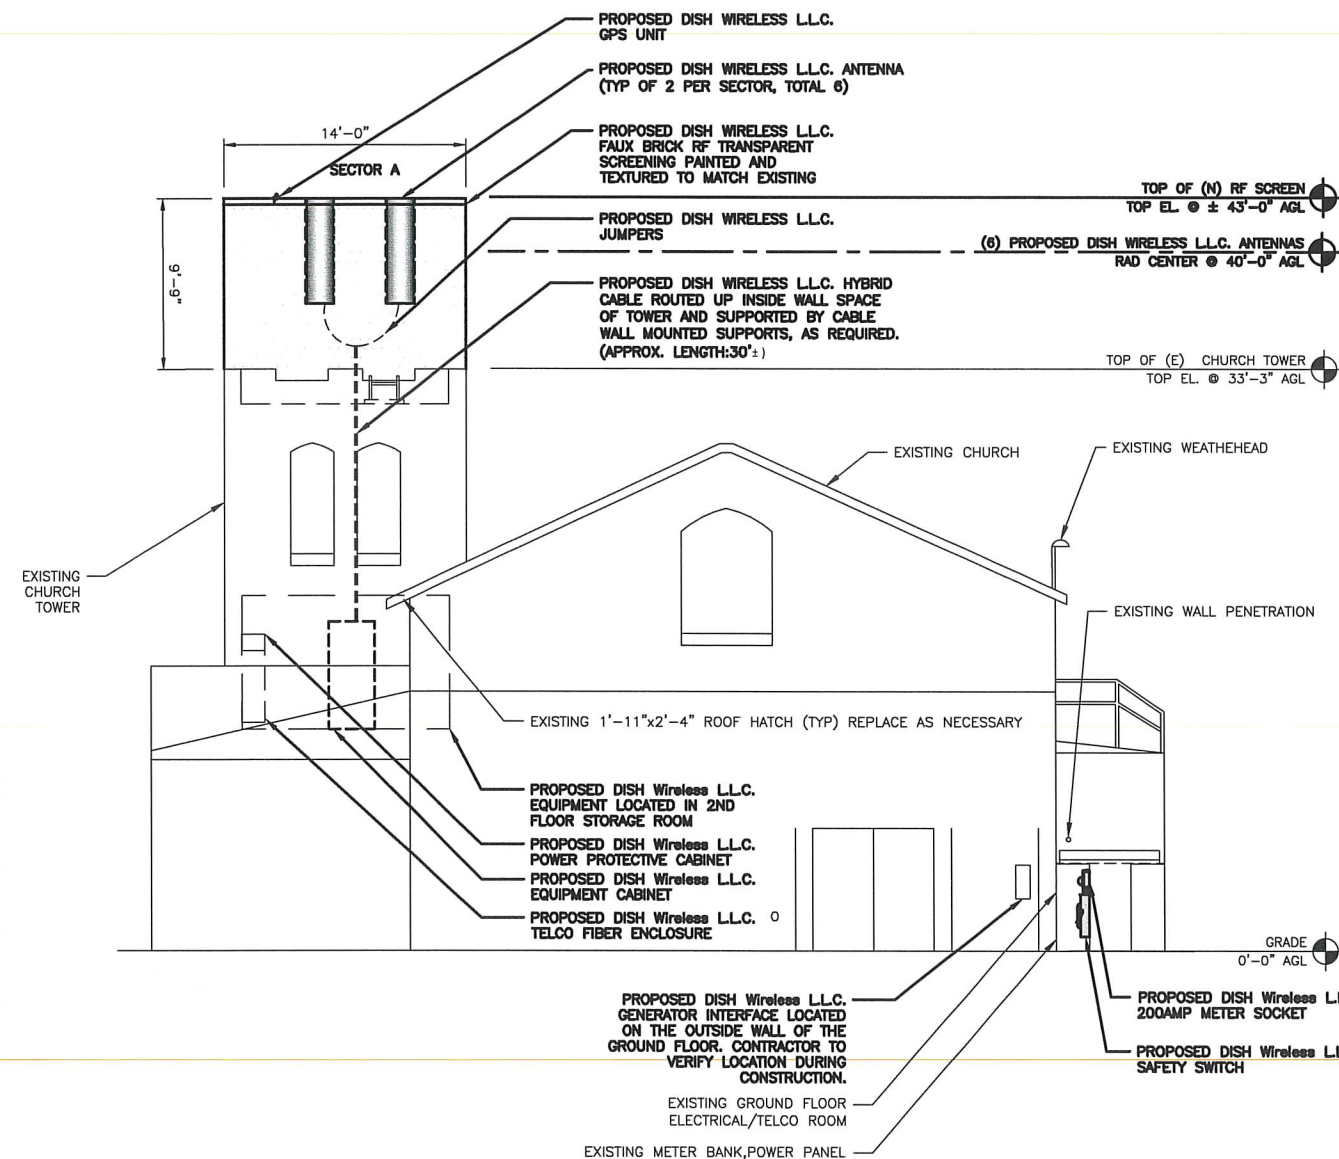 PROPOSED DISH WIRELESS L.L.C.
GPS UNIT
PROPOSED DISH WIRELESS L.L.C. ANTENNA
(TYP OF 2 PER SECTOR, TOTAL 6)
14'-0"
SECTOR A
PROPOSED DISH WIRELESS L.L.C.
FAUX BRICK RF TRANSPARENT
SCREENING PAINTED AND
TEXTURED TO MATCH EXISTING
TOP OF (N) RF SCREEN
TOP EL. @ ± 43'-0" AGL
PROPOSED DISH WIRELESS L.L.C.
JUMPERS
(6) PROPOSED DISH WIRELESS L.L.C. ANTENNAS
RAD CENTER @ 40'-0" AGL
9'-9"
PROPOSED DISH WIRELESS L.L.C. HYBRID
CABLE ROUTED UP INSIDE WALL SPACE
OF TOWER AND SUPPORTED BY CABLE
WALL MOUNTED SUPPORTS, AS REQUIRED.
(APPROX. LENGTH:30'±)
TOP OF (E) CHURCH TOWER
TOP EL. @ 33'-3" AGL
EXISTING CHURCH
EXISTING WEATHEHEAD
EXISTING
CHURCH
TOWER
EXISTING WALL PENETRATION
EXISTING 1'-11"x2'-4" ROOF HATCH (TYP) REPLACE AS NECESSARY
PROPOSED DISH Wireless L.L.C.
EQUIPMENT LOCATED IN 2ND
FLOOR STORAGE ROOM
PROPOSED DISH Wireless L.L.C.
POWER PROTECTIVE CABINET
PROPOSED DISH Wireless L.L.C.
EQUIPMENT CABINET
PROPOSED DISH Wireless L.L.C.
TELCO FIBER ENCLOSURE
GRADE
0'-0" AGL
PROPOSED DISH Wireless L.L.C.
GENERATOR INTERFACE LOCATED
ON THE OUTSIDE WALL OF THE
GROUND FLOOR. CONTRACTOR TO
VERIFY LOCATION DURING
CONSTRUCTION.
PROPOSED DISH Wireless
200AMP METER SOCKET
PROPOSED DISH Wireless
SAFETY SWITCH
EXISTING GROUND FLOOR
ELECTRICAL/TELCO ROOM
EXISTING METER BANK,POWER PANEL